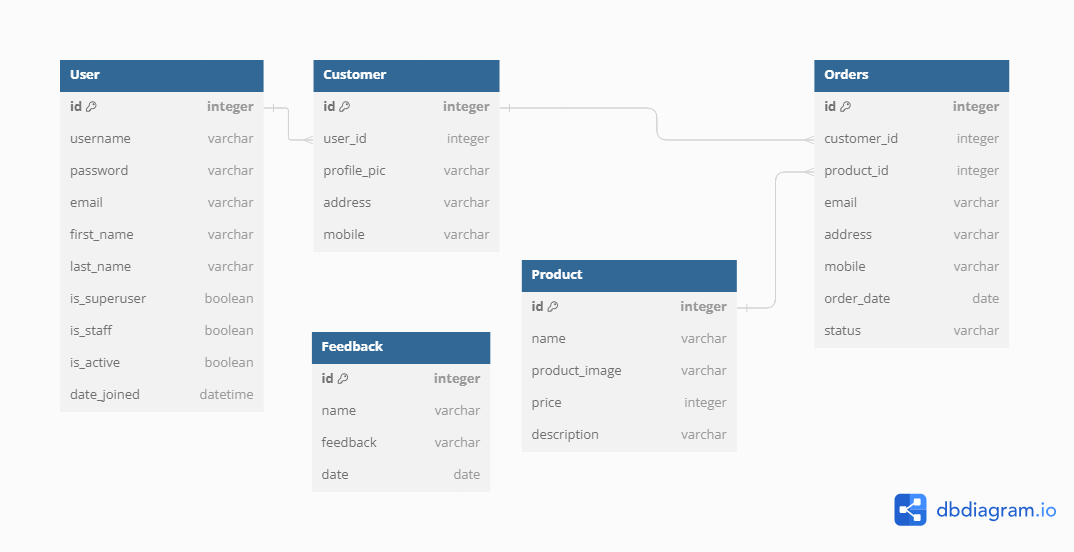 User
id integer
username varchar
password varchar
email varchar
first_name varchar
last_name varchar
is_superuser boolean
is_staff boolean
is_active boolean
date_joined datetime
Customer
id integer
user_id integer
profile_pic varchar
address varchar
mobile varchar
Feedback
id integer
name varchar
feedback varchar
date date
Product
id integer
name varchar
product_image varchar
price integer
description varchar
Orders
id integer
customer_id integer
product_id integer
email varchar
address varchar
mobile varchar
order_date date
status varchar
dbdiagram.io